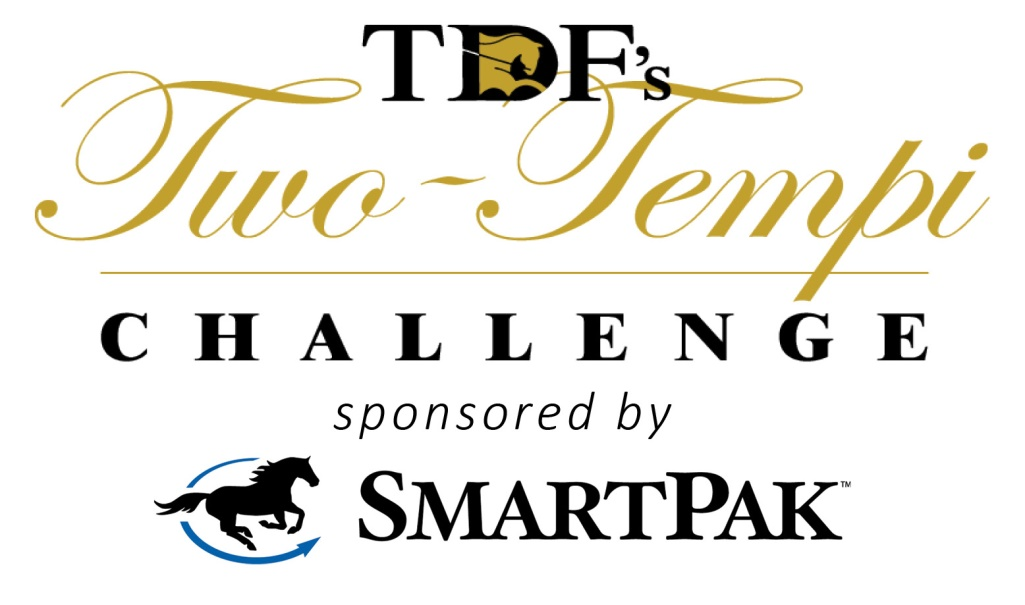 TDF's
Two-Tempi
CHALLENGE
sponsored by
SMARTPAK™